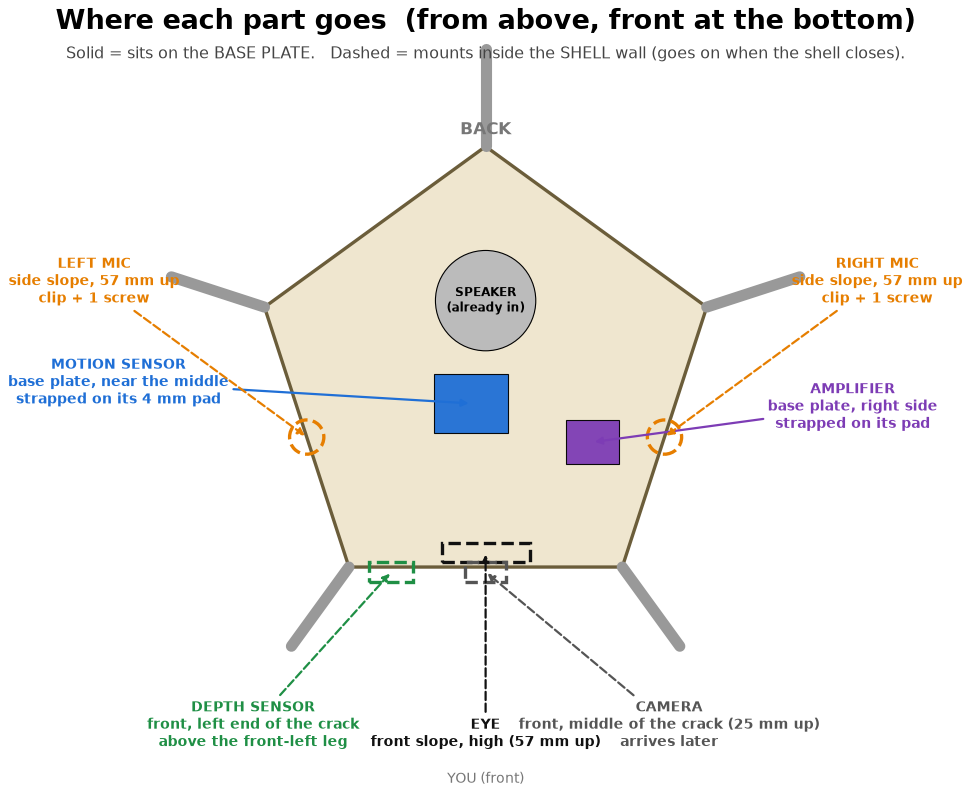 Where each part goes  (from above, front at the bottom)
Solid = sits on the BASE PLATE.   Dashed = mounts inside the SHELL wall (goes on when the shell closes).
BACK
LEFT MIC
side slope, 57 mm up
clip + 1 screw
RIGHT MIC
side slope, 57 mm up
clip + 1 screw
SPEAKER
(already in)
MOTION SENSOR
base plate, near the middle
strapped on its 4 mm pad
AMPLIFIER
base plate, right side
strapped on its pad
DEPTH SENSOR
front, left end of the crack
above the front-left leg
EYE
front slope, high (57 mm up)
CAMERA
front, middle of the crack (25 mm up)
arrives later
YOU (front)